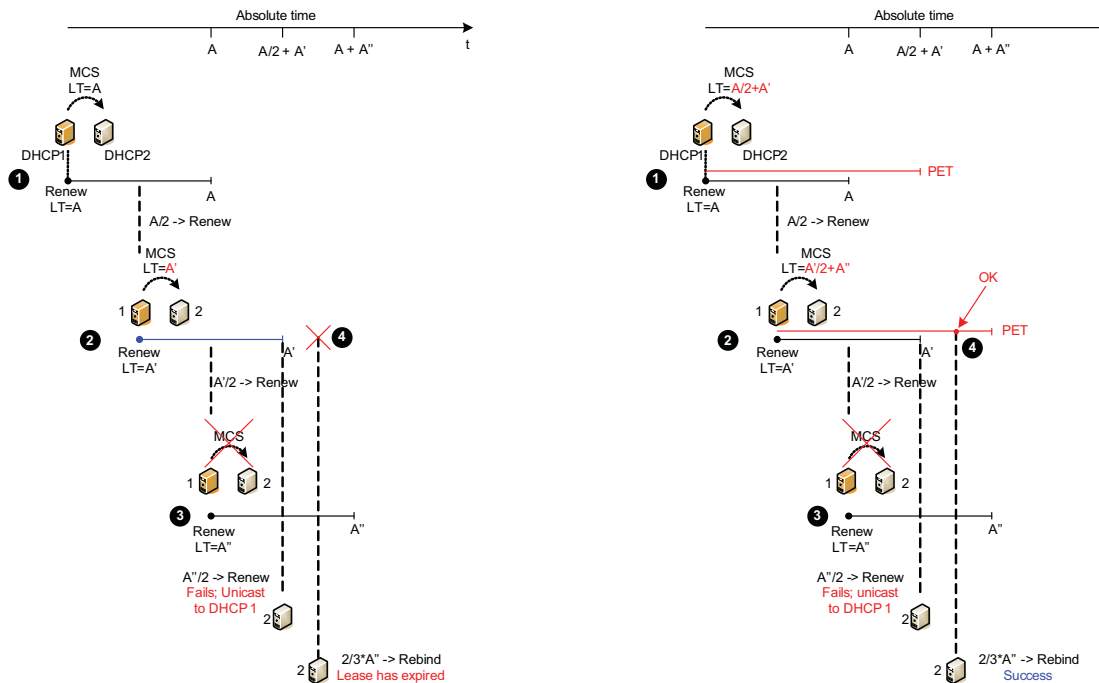 Absolute time
A
A/2 + A'
A + A"
t
MCS
LT=A
DHCP1
DHCP2
1
Renew
LT=A
A
A/2 -> Renew
MCS
LT=A'
1
2
2
Renew
LT=A'
A'
4
A'/2 -> Renew
MCS
1
2
3
Renew
LT=A"
A"
A"/2 -> Renew
Fails; Unicast
to DHCP 1
2
2
2/3*A" -> Rebind
Lease has expired
Absolute time
A
A/2 + A'
A + A"
MCS
LT=A/2+A'
DHCP1
DHCP2
PET
1
Renew
LT=A
A
A/2 -> Renew
MCS
LT=A'/2+A"
OK
1
2
PET
2
Renew
LT=A'
A'
4
A'/2 -> Renew
MCS
1
2
3
Renew
LT=A"
A"
A"/2 -> Renew
Fails; unicast
to DHCP 1
2
2
2/3*A" -> Rebind
Success